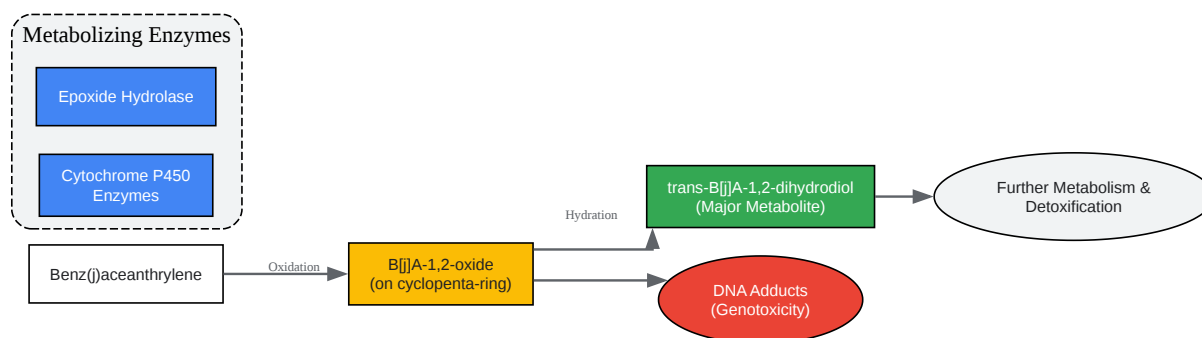 Metabolizing Enzymes
Epoxide Hydrolase
Cytochrome P450
Enzymes
Benz(j)aceanthrylene
Oxidation
B[j]A-1,2-oxide
(on cyclopenta-ring)
Hydration
trans-B[j]A-1,2-dihydrodiol
(Major Metabolite)
DNA Adducts
(Genotoxicity)
Further Metabolism &
Detoxification